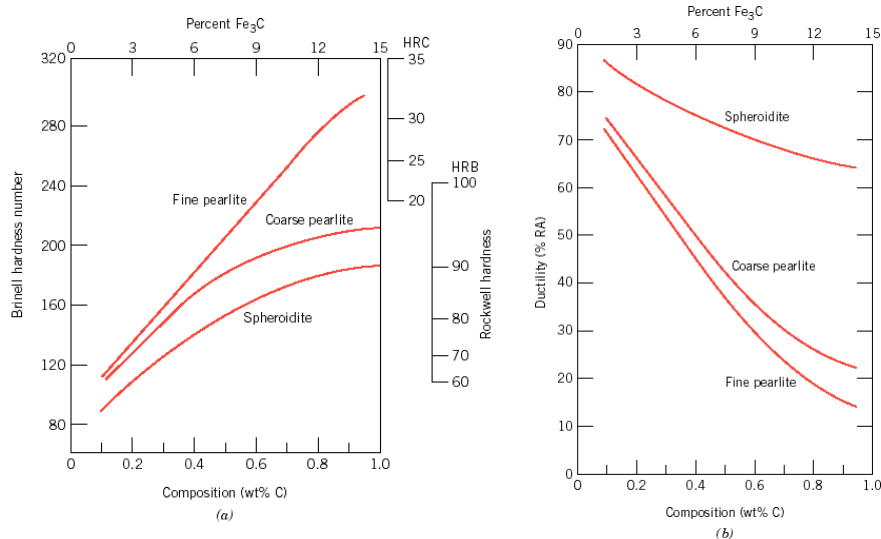 Percent Fe3C
0 3 6 9 12 15
HRC
320 280 240 200 160 120 80
Brinell hardness number
35 30 25 20
HRB
100 90 80 70 60
Rockwell hardness
Fine pearlite
Coarse pearlite
Spheroidite
0 0.2 0.4 0.6 0.8 1.0
Composition (wt% C)
(a)
Percent Fe3C
0 3 6 9 12 15
90 80 70 60 50 40 30 20 10 0
Ductility (% RA)
Spheroidite
Coarse pearlite
Fine pearlite
0 0.2 0.4 0.6 0.8 1.0
Composition (wt% C)
(b)